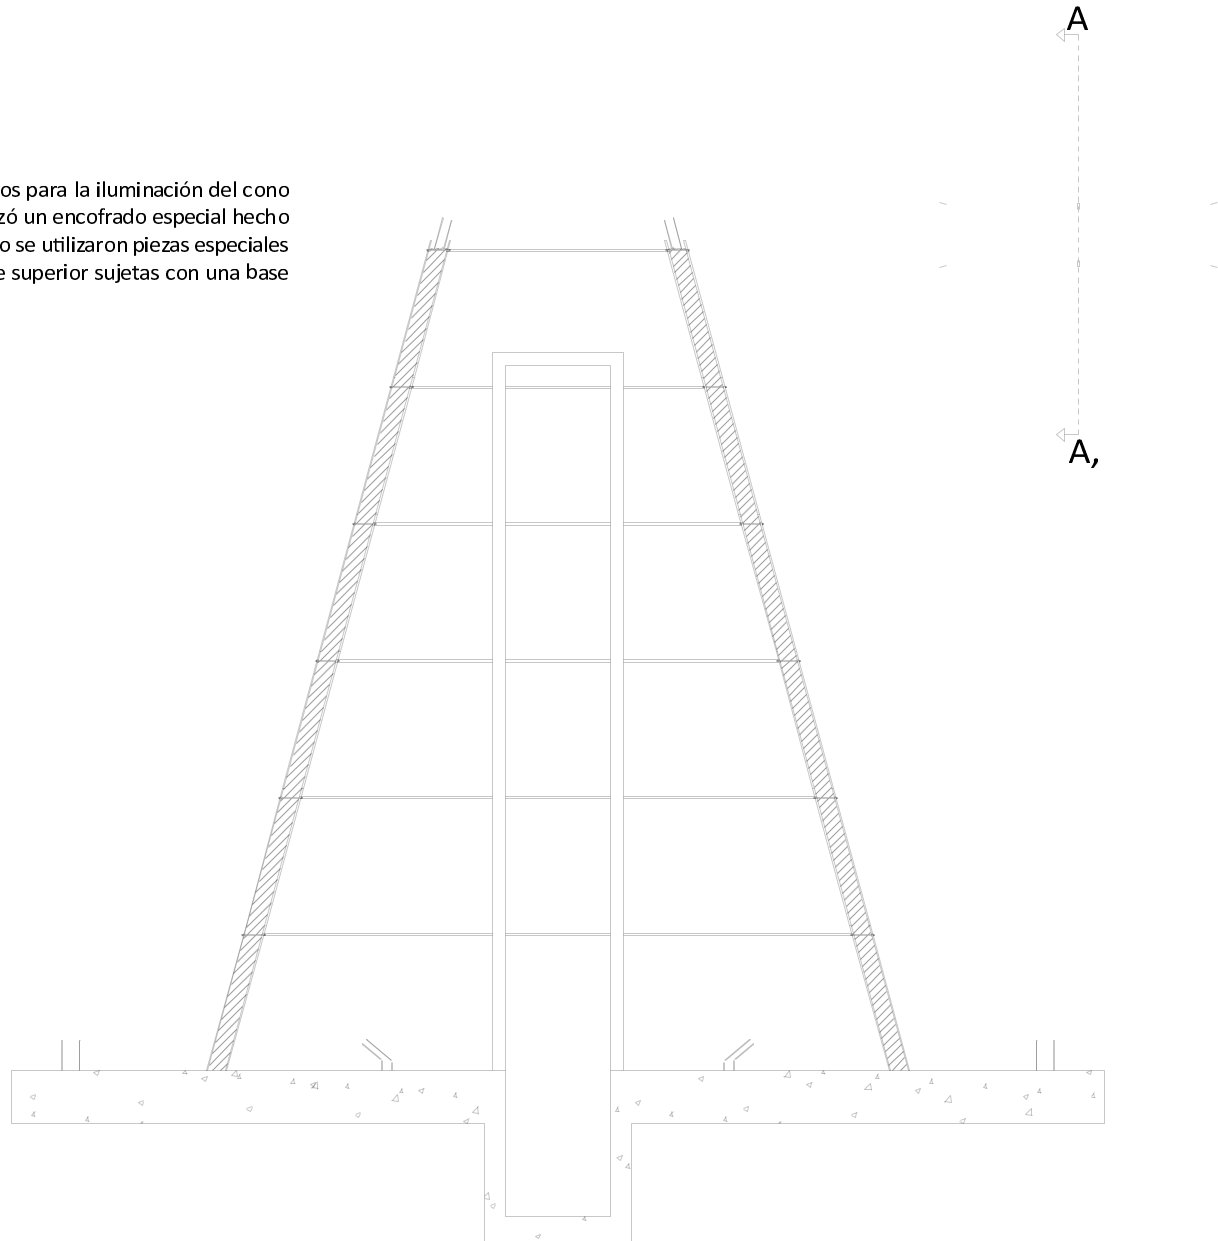 A
os para la iluminación del cono
zó un encofrado especial hecho
o se utilizaron piezas especiales
e superior sujetas con una base
A,